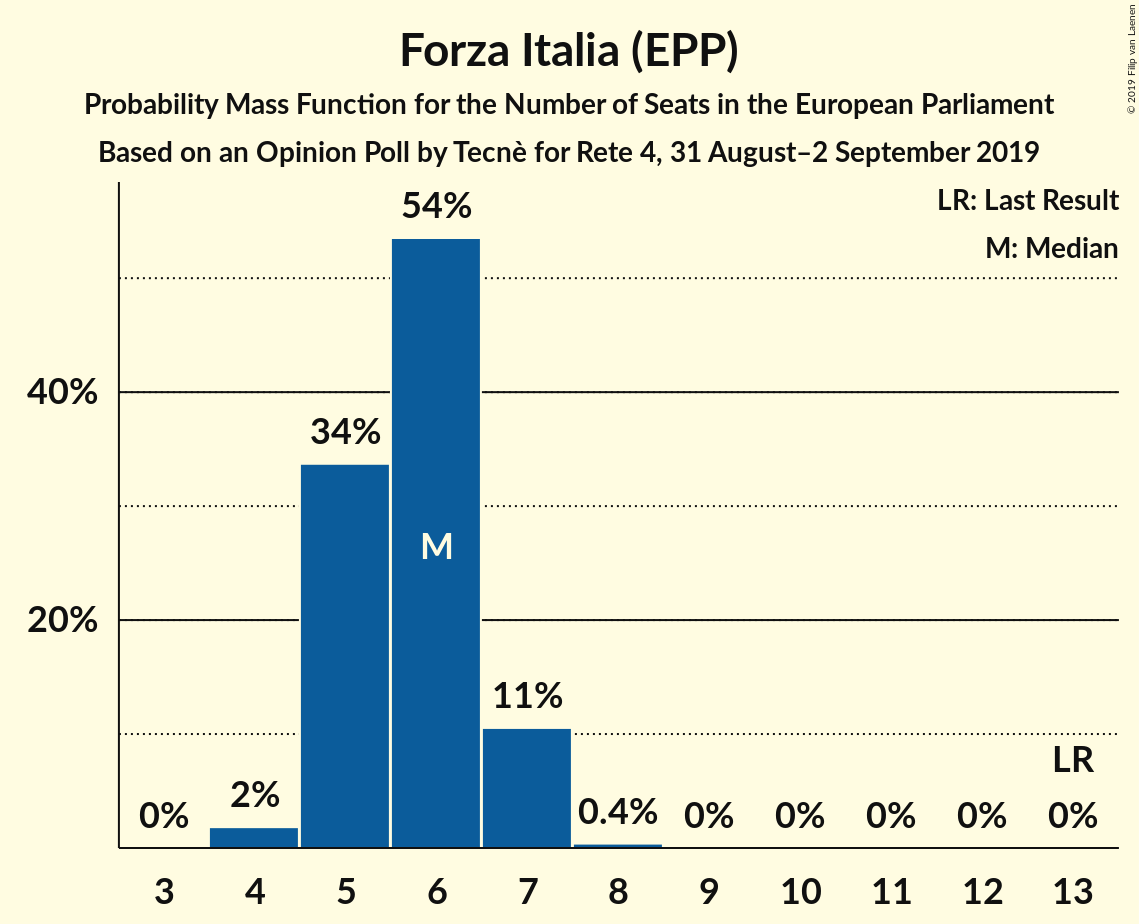 Forza Italia (EPP)
Probability Mass Function for the Number of Seats in the European Parliament
Based on an Opinion Poll by Tecnè for Rete 4, 31 August–2 September 2019
© 2019 Filip van Laenen
LR: Last Result
M: Median
54%
40%
34%
M
20%
11%
LR
0% 2% 0.4% 0% 0% 0% 0% 0%
3 4 5 6 7 8 9 10 11 12 13